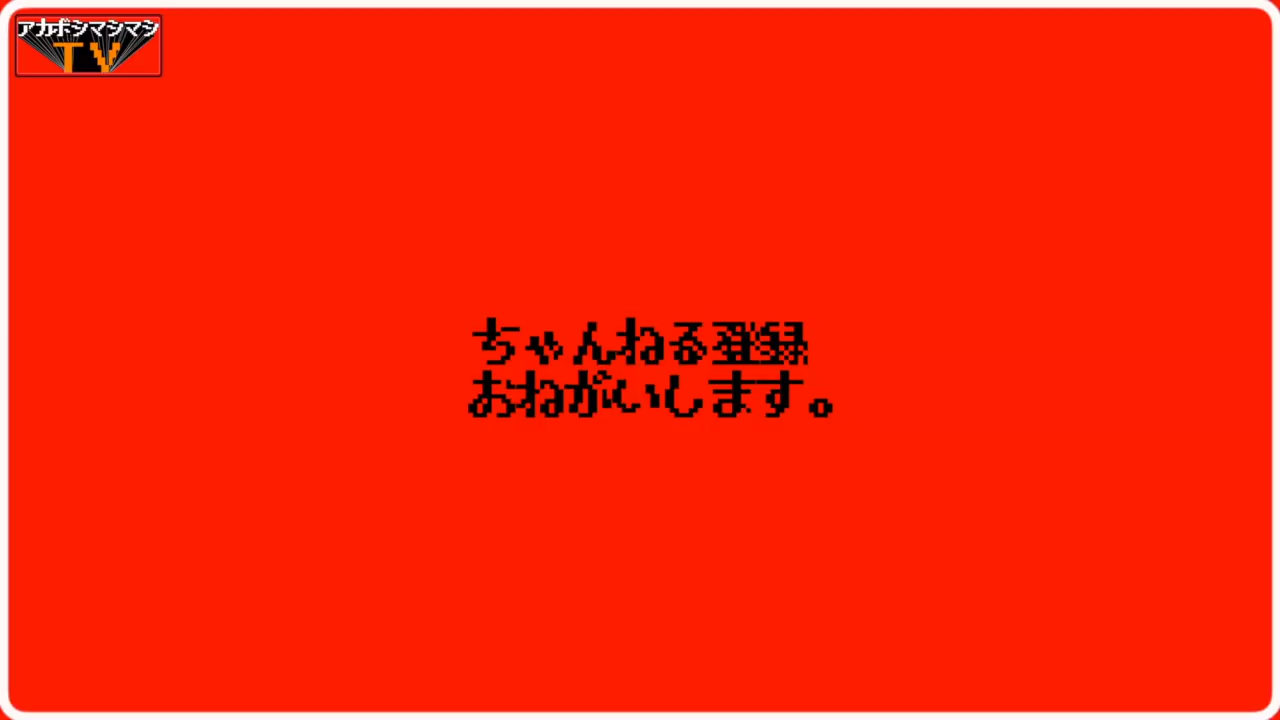 アカボシマシマシ
TV
ちゃんねる登録
おねがいします。